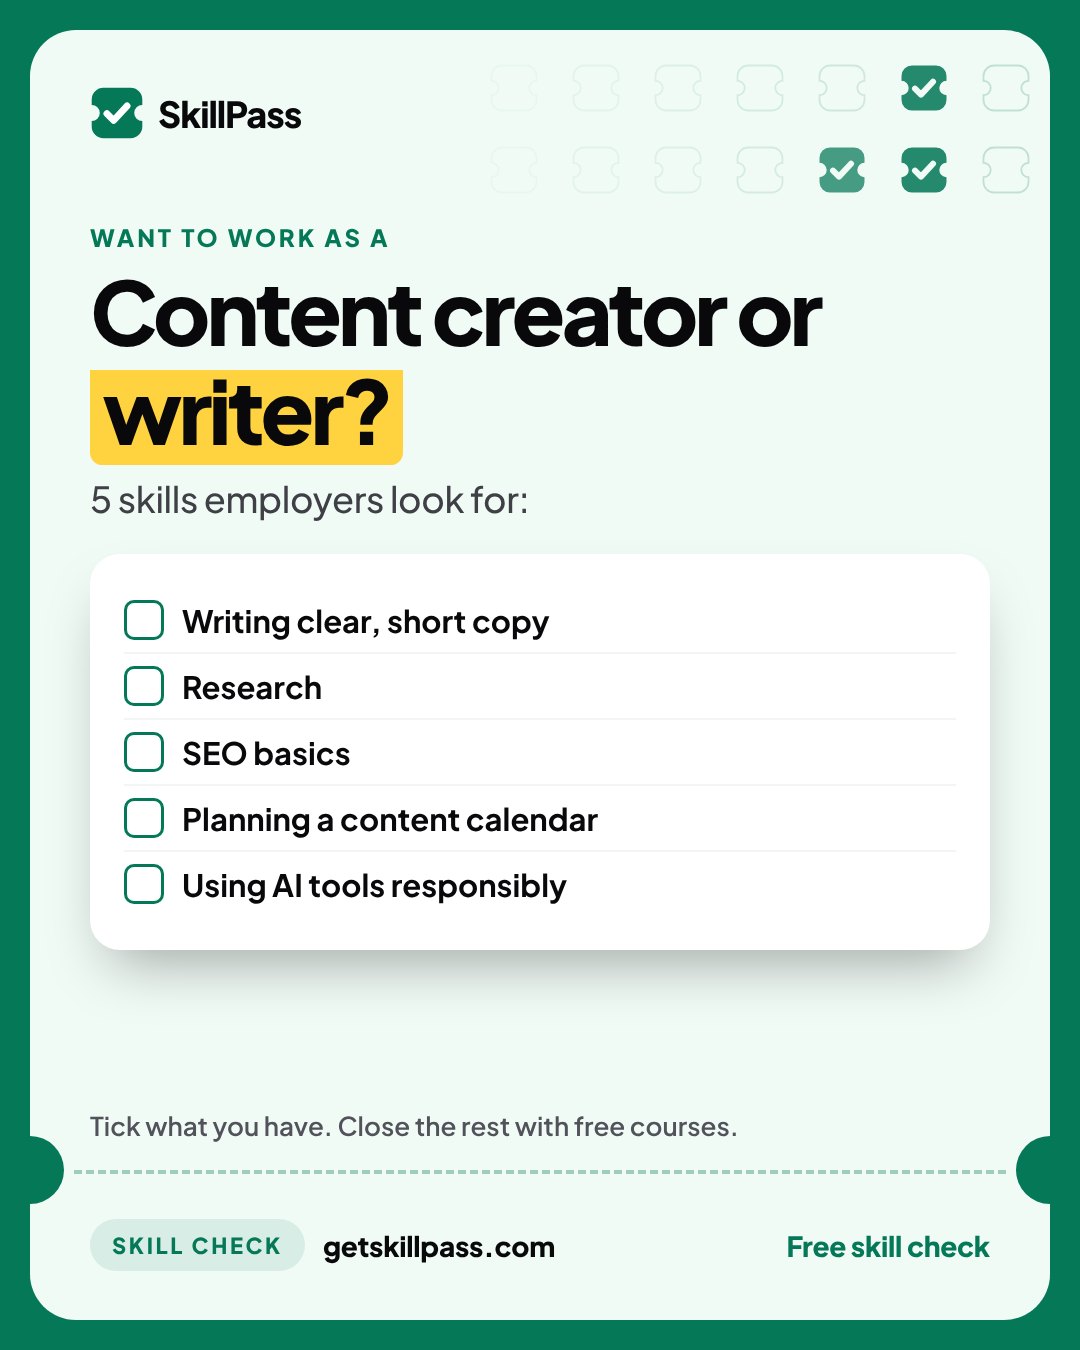 SkillPass
WANT TO WORK AS A
Content creator or
writer?
5 skills employers look for:
Writing clear, short copy
Research
SEO basics
Planning a content calendar
Using AI tools responsibly
Tick what you have. Close the rest with free courses.
SKILL CHECK getskillpass.com Free skill check